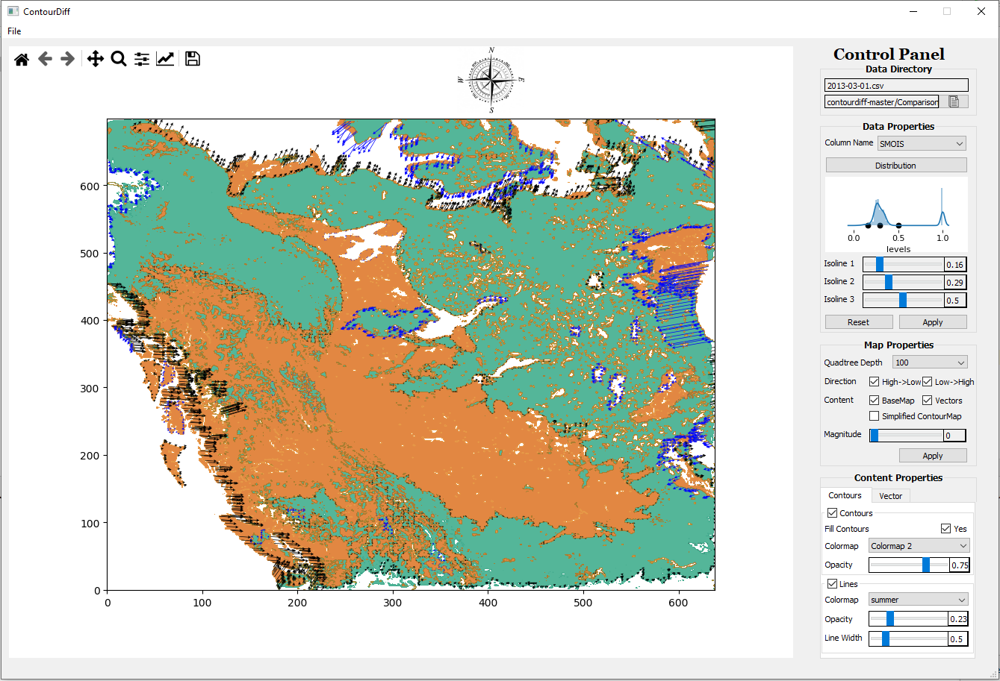 ContourDiff
File
N
W
E
S
600
500
400
300
200
100
0
0 100 200 300 400 500 600
Control Panel
Data Directory
2013-03-01.csv
contourdiff-master/Comparison
Data Properties
Column Name SMOIS
Distribution
0.0 0.5 1.0
levels
Isoline 1 0.16
Isoline 2 0.29
Isoline 3 0.5
Reset Apply
Map Properties
Quadtree Depth 100
Direction High->Low Low->High
Content BaseMap Vectors
Simplified ContourMap
Magnitude 0
Apply
Content Properties
Contours Vector
Contours
Fill Contours Yes
Colormap Colormap 2
Opacity 0.75
Lines
Colormap summer
Opacity 0.23
Line Width 0.5